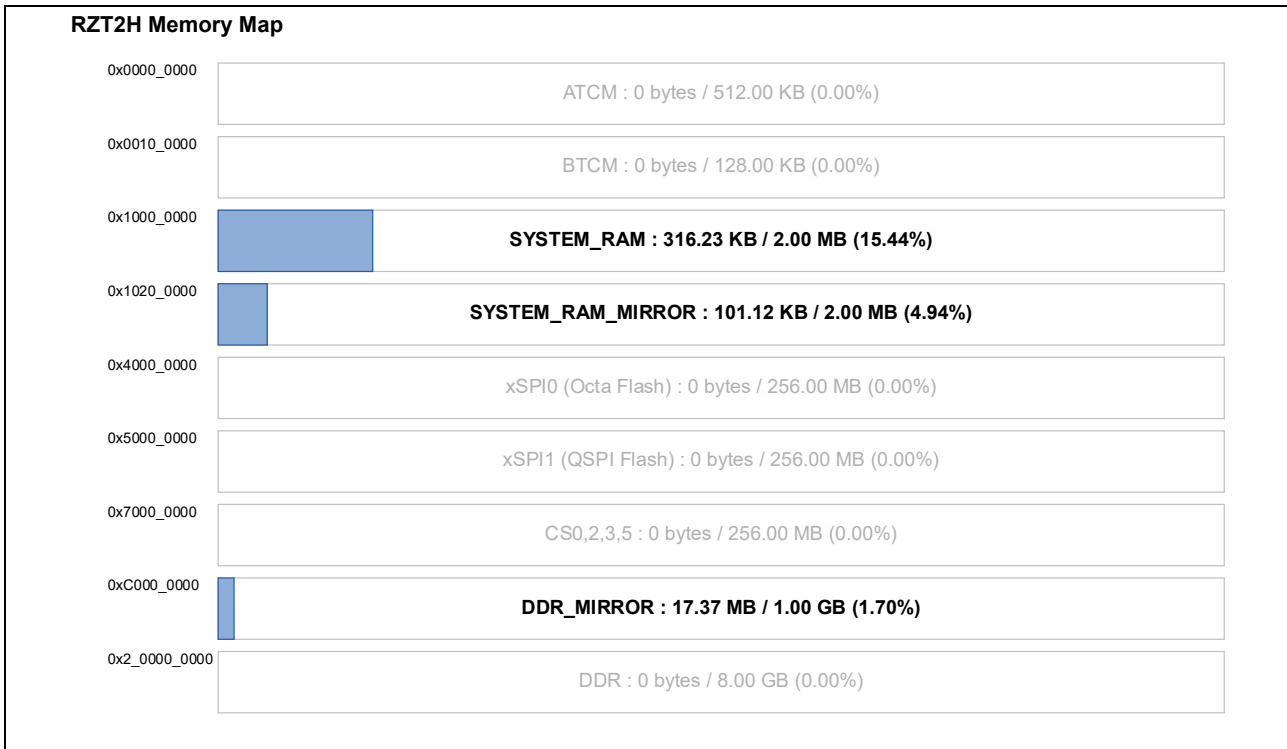 RZT2H Memory Map
0x0000_0000
ATCM : 0 bytes / 512.00 KB (0.00%)
0x0010_0000
BTCM : 0 bytes / 128.00 KB (0.00%)
0x1000_0000
SYSTEM_RAM : 316.23 KB / 2.00 MB (15.44%)
0x1020_0000
SYSTEM_RAM_MIRROR : 101.12 KB / 2.00 MB (4.94%)
0x4000_0000
xSPI0 (Octa Flash) : 0 bytes / 256.00 MB (0.00%)
0x5000_0000
xSPI1 (QSPI Flash) : 0 bytes / 256.00 MB (0.00%)
0x7000_0000
CS0,2,3,5 : 0 bytes / 256.00 MB (0.00%)
0xC000_0000
DDR_MIRROR : 17.37 MB / 1.00 GB (1.70%)
0x2_0000_0000
DDR : 0 bytes / 8.00 GB (0.00%)